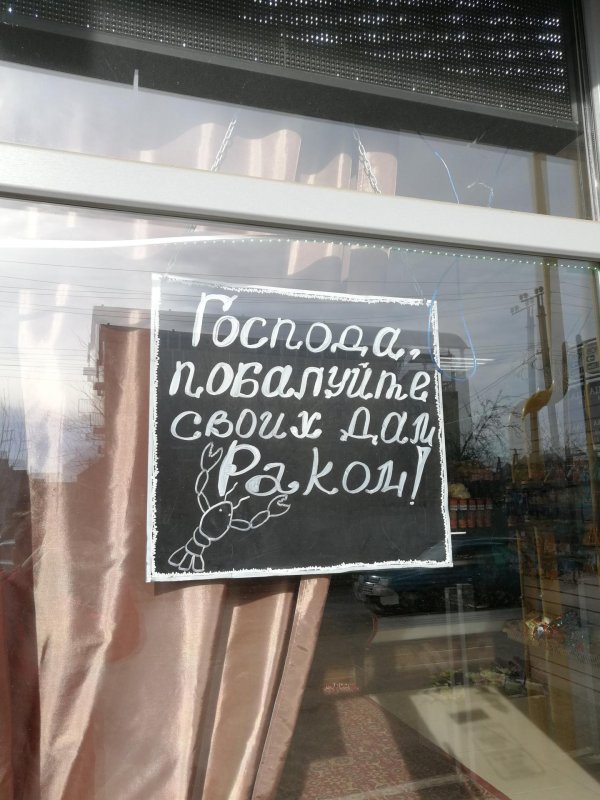 Господа,
побалуйте
своих дам
Раком!